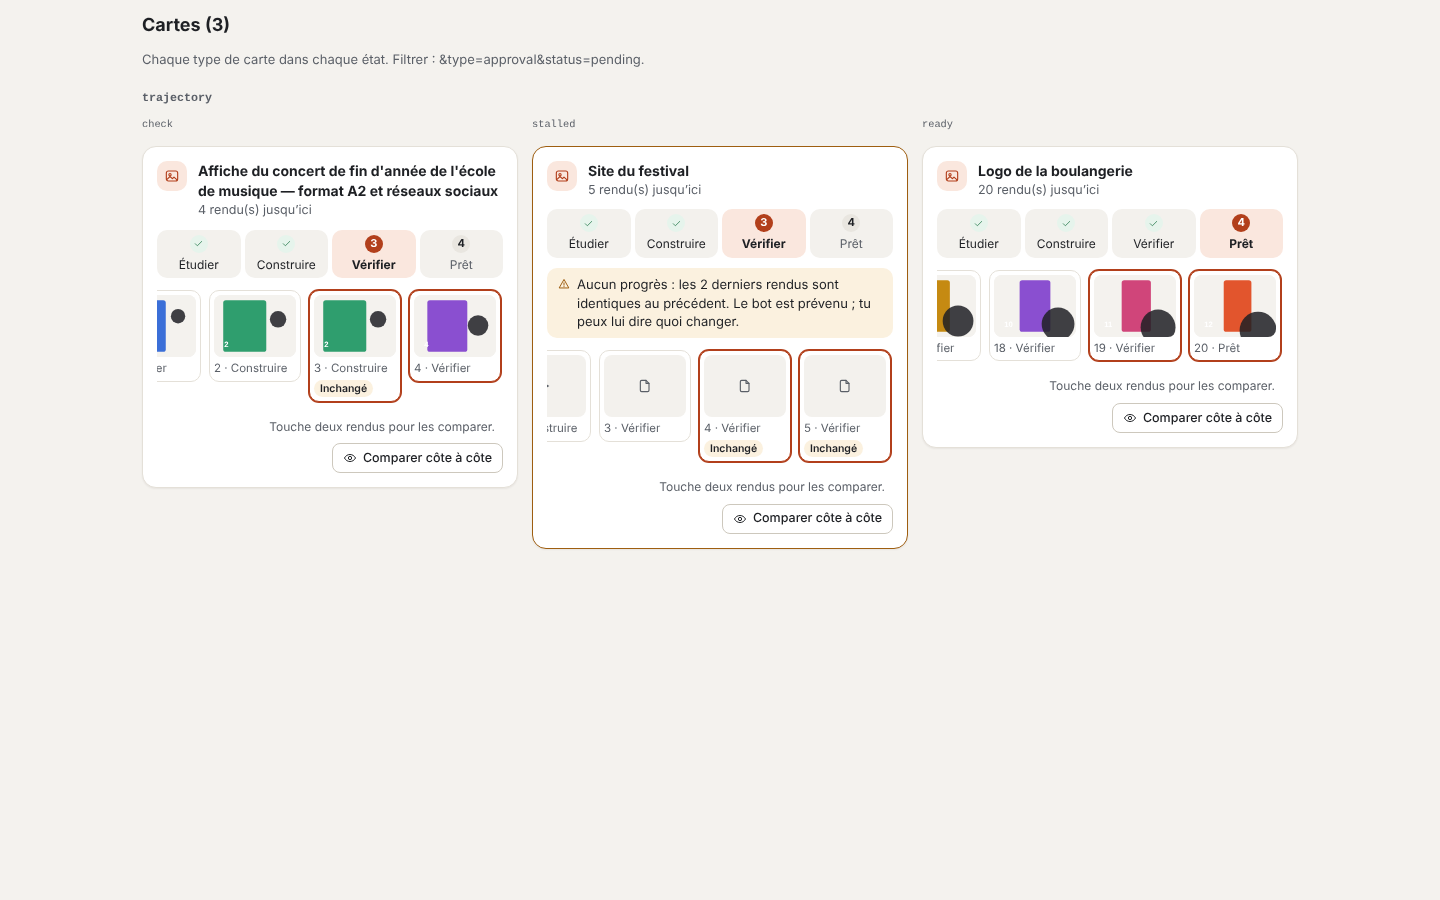 Cartes (3)
Chaque type de carte dans chaque état. Filtrer : &type=approval&status=pending.
trajectory
check
Affiche du concert de fin d'année de l'école
de musique — format A2 et réseaux sociaux
4 rendu(s) jusqu'ici
Étudier
Construire
3
Vérifier
4
Prêt
er
2
2 · Construire
2
3 · Construire
Inchangé
4 · Vérifier
Touche deux rendus pour les comparer.
Comparer côte à côte
stalled
Site du festival
5 rendu(s) jusqu'ici
Étudier
Construire
3
Vérifier
4
Prêt
Aucun progrès : les 2 derniers rendus sont
identiques au précédent. Le bot est prévenu ; tu
peux lui dire quoi changer.
struire
3 · Vérifier
4 · Vérifier
Inchangé
5 · Vérifier
Inchangé
Touche deux rendus pour les comparer.
Comparer côte à côte
ready
Logo de la boulangerie
20 rendu(s) jusqu'ici
Étudier
Construire
Vérifier
4
Prêt
fier
18 · Vérifier
19 · Vérifier
20 · Prêt
Touche deux rendus pour les comparer.
Comparer côte à côte